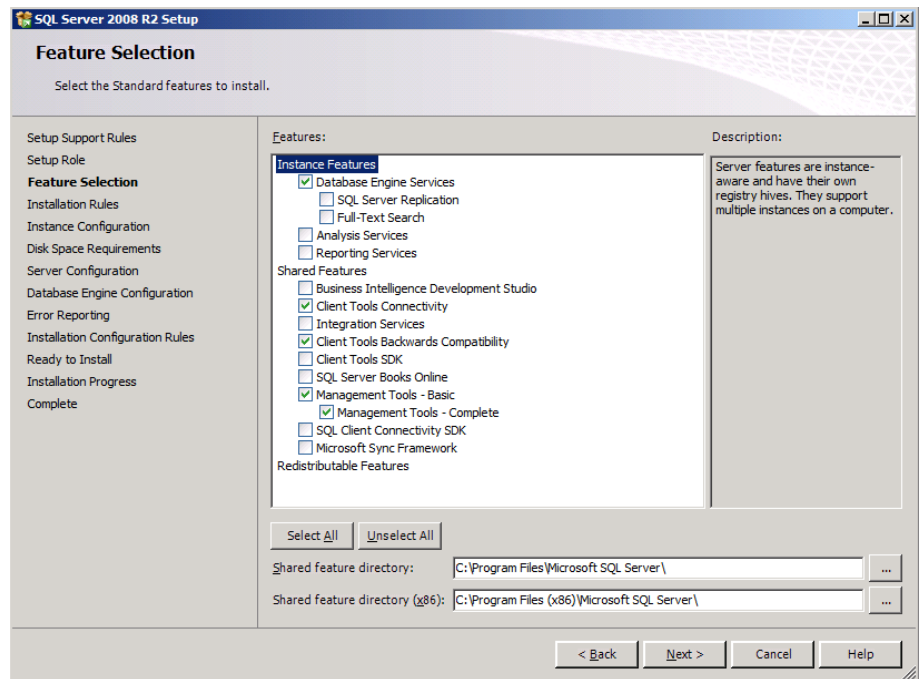 SQL Server 2008 R2 Setup
Feature Selection
Select the Standard features to install.
Setup Support Rules
Setup Role
Feature Selection
Installation Rules
Instance Configuration
Disk Space Requirements
Server Configuration
Database Engine Configuration
Error Reporting
Installation Configuration Rules
Ready to Install
Installation Progress
Complete
Features:
Instance Features
Database Engine Services
SQL Server Replication
Full-Text Search
Analysis Services
Reporting Services
Shared Features
Business Intelligence Development Studio
Client Tools Connectivity
Integration Services
Client Tools Backwards Compatibility
Client Tools SDK
SQL Server Books Online
Management Tools - Basic
Management Tools - Complete
SQL Client Connectivity SDK
Microsoft Sync Framework
Redistributable Features
Description:
Server features are instance-
aware and have their own
registry hives. They support
multiple instances on a computer.
Select All
Unselect All
Shared feature directory:
C:\Program Files\Microsoft SQL Server\
...
Shared feature directory (x86):
C:\Program Files (x86)\Microsoft SQL Server\
...
< Back
Next >
Cancel
Help